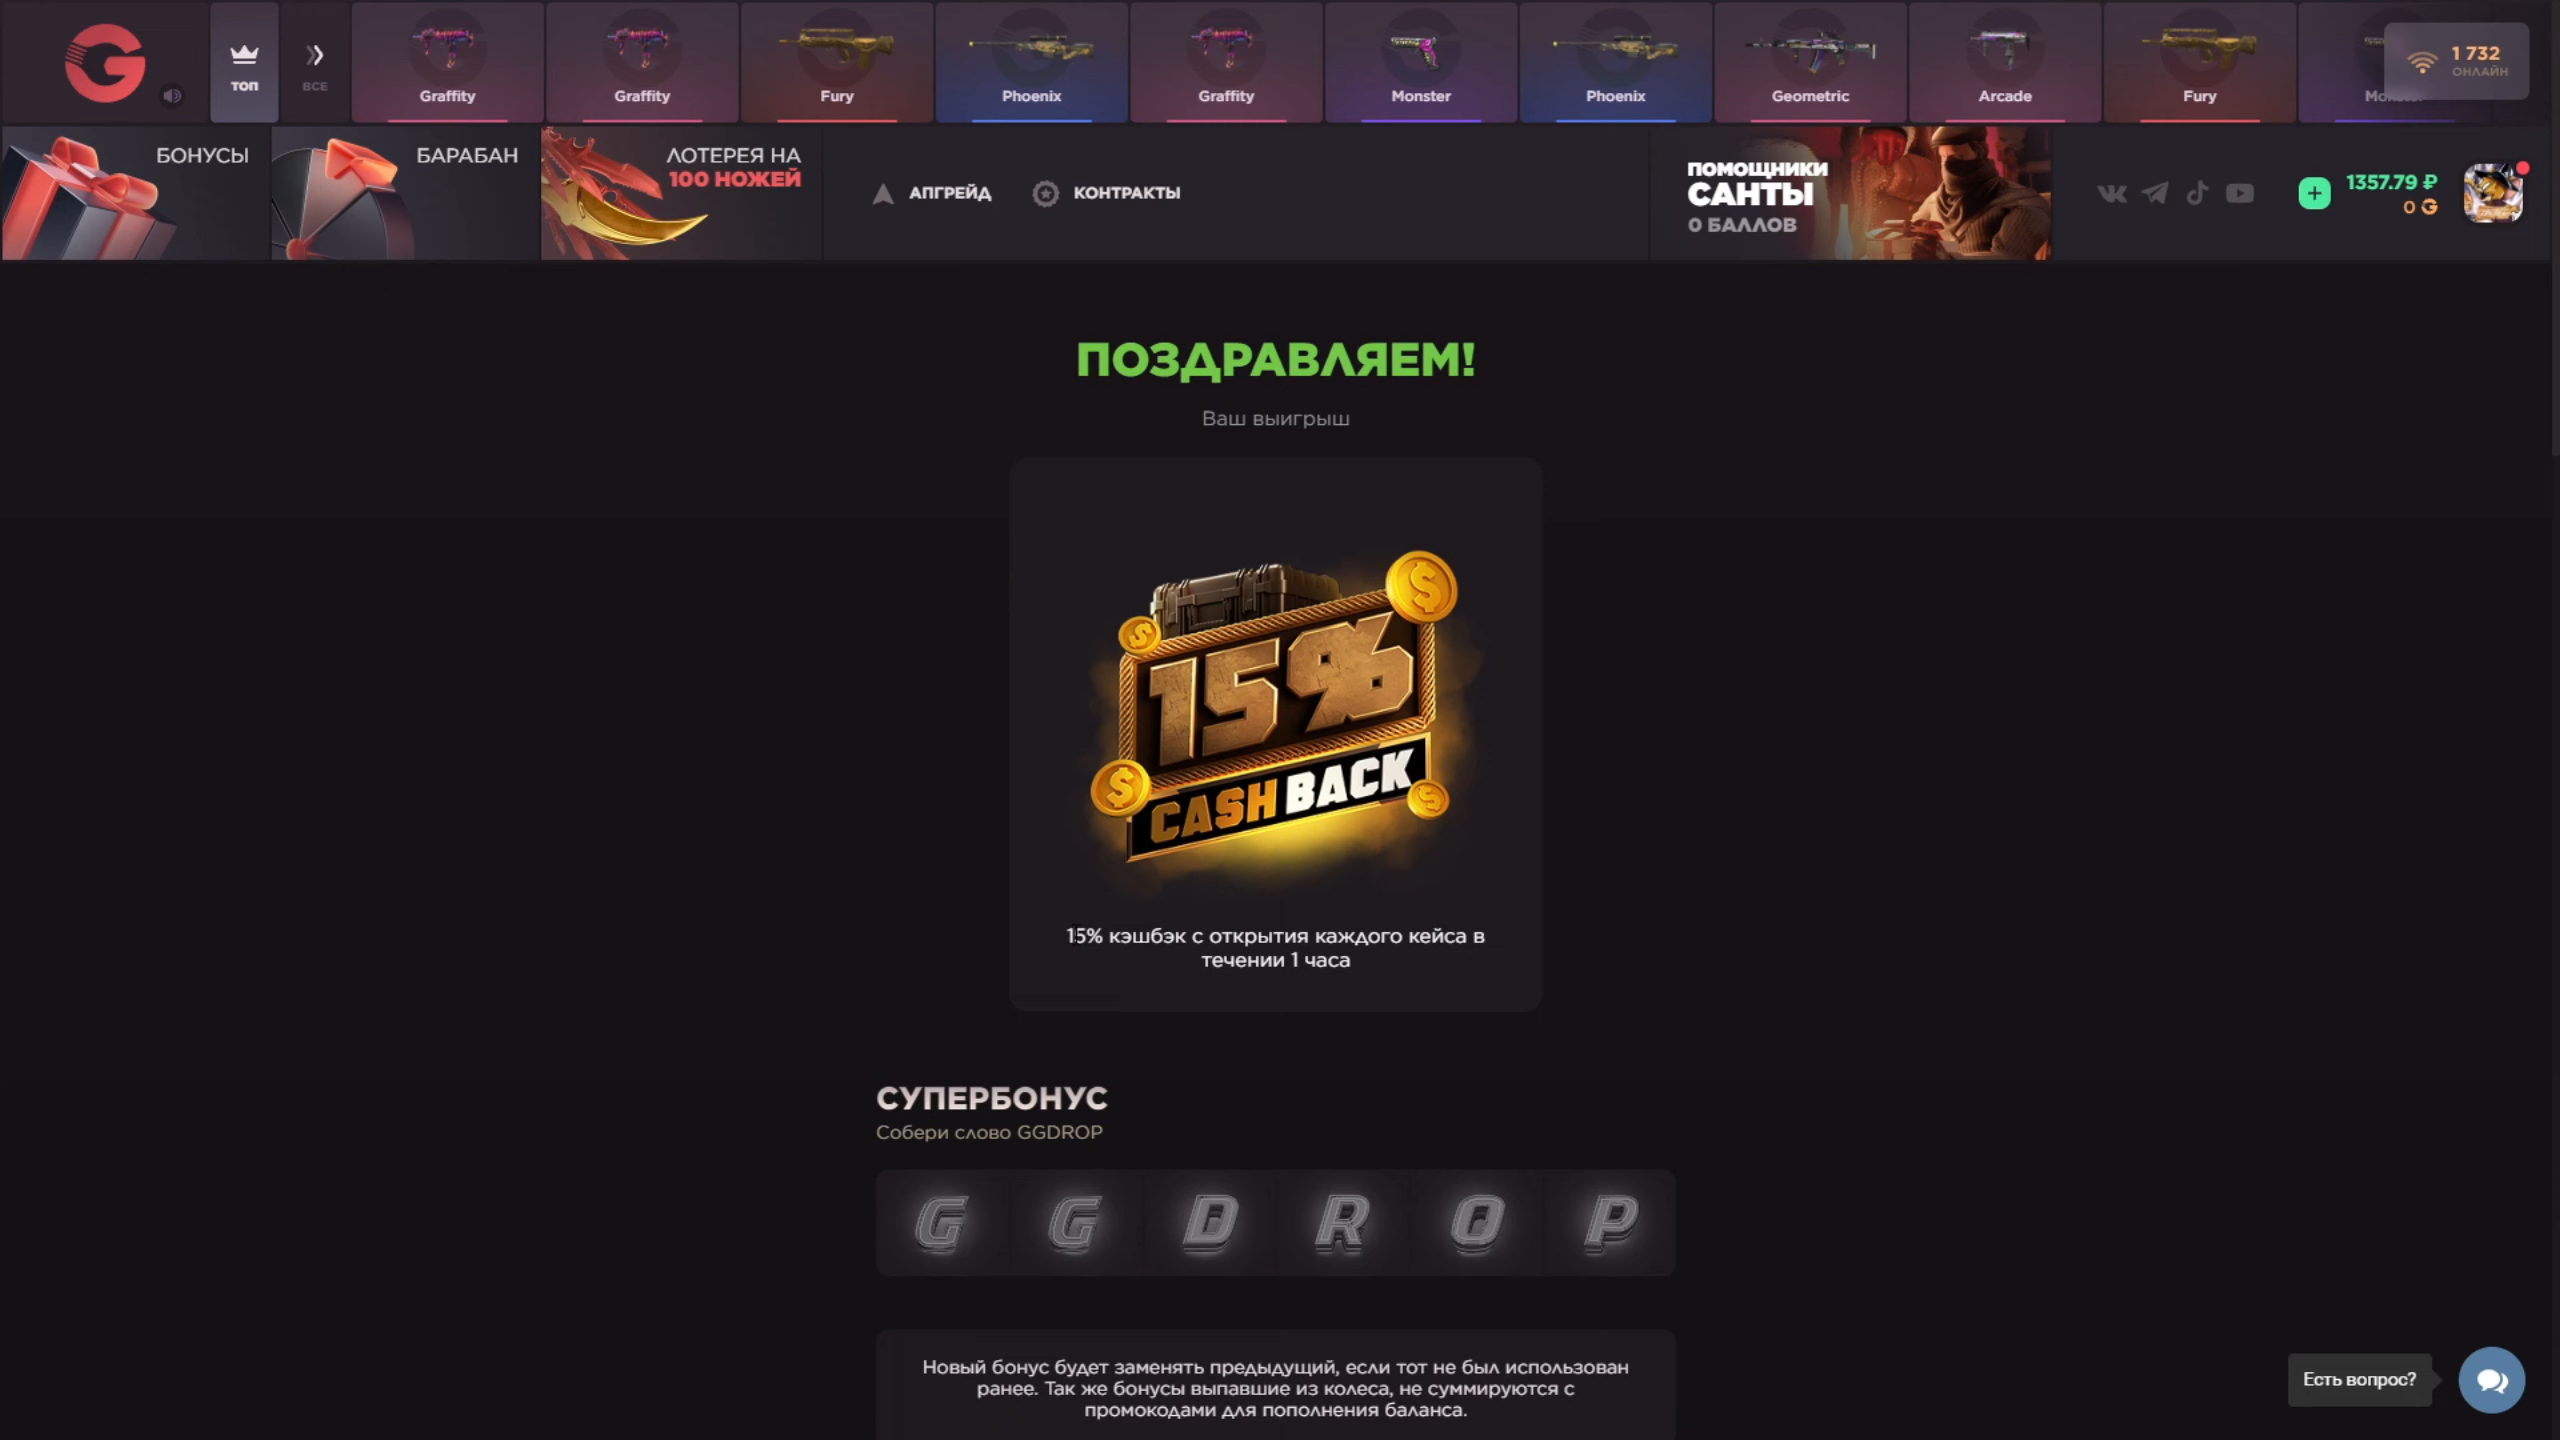 ТОП
ВСЕ
Graffity
Graffity
Fury
Phoenix
Graffity
Monster
Phoenix
Geometric
Arcade
Fury
1 732
ОНЛАЙН
БОНУСЫ
БАРАБАН
ЛОТЕРЕЯ НА
100 НОЖЕЙ
АПГРЕЙД
КОНТРАКТЫ
ПОМОЩНИКИ
САНТЫ
0 БАЛЛОВ
1357.79 ₽
0 G
ПОЗДРАВЛЯЕМ!
Ваш выигрыш
15%
CASHBACK
15% кэшбэк с открытия каждого кейса в
течении 1 часа
СУПЕРБОНУС
Собери слово GGDROP
G G D R O P
Новый бонус будет заменять предыдущий, если тот не был использован
ранее. Так же бонусы выпавшие из колеса, не суммируются с
промокодами для пополнения баланса.
Есть вопрос?